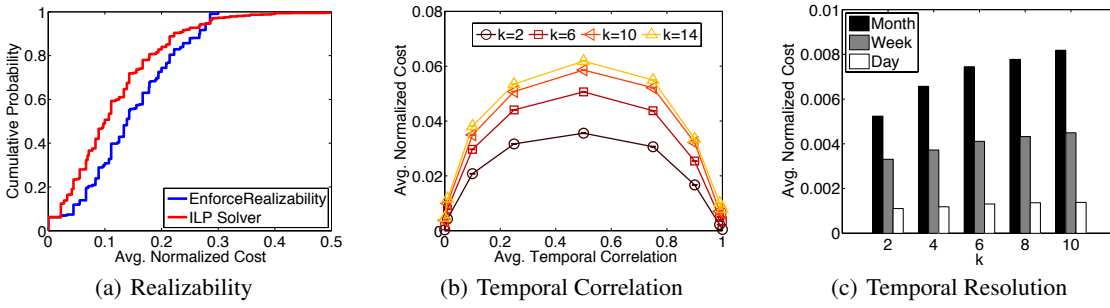 Cumulative Probability
1
0.8
0.6
0.4
0.2
0
EnforceRealizability
ILP Solver
0 0.1 0.2 0.3 0.4 0.5
Avg. Normalized Cost
(a) Realizability
Avg. Normalized Cost
0.08
0.06
0.04
0.02
0
k=2 k=6 k=10 k=14
0 0.2 0.4 0.6 0.8 1
Avg. Temporal Correlation
(b) Temporal Correlation
Avg. Normalized Cost
0.01
0.008
0.006
0.004
0.002
0
Month
Week
Day
2 4 6 8 10
k
(c) Temporal Resolution